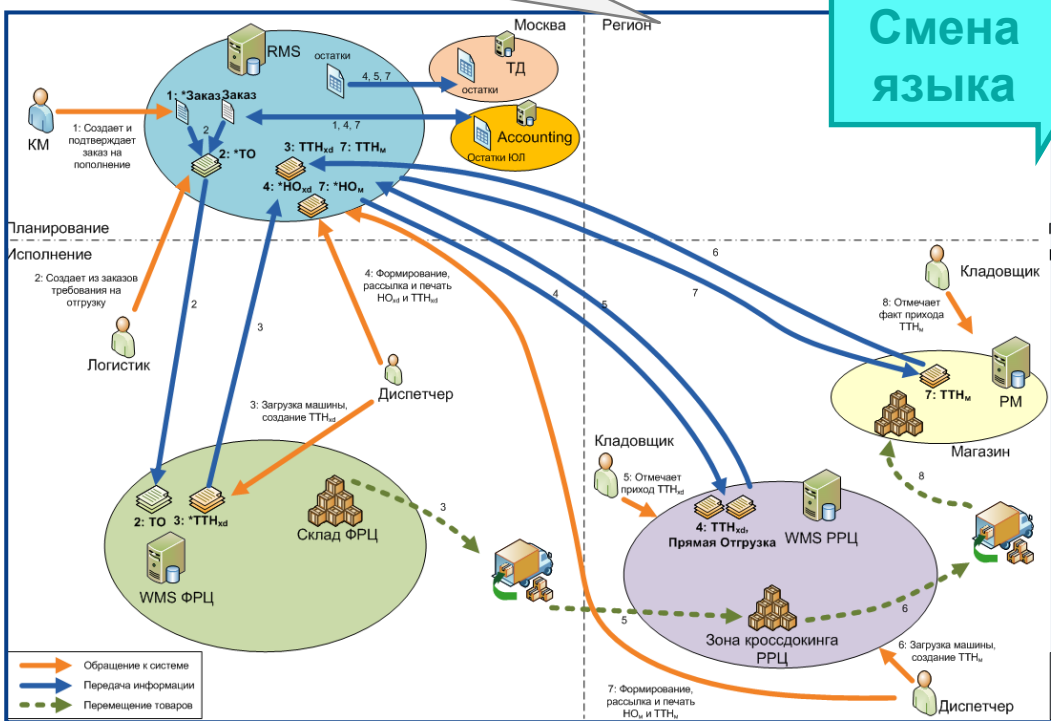 Смена
языка
Москва
Регион
RMS
остатки
ТД
остатки
4, 5, 7
1: *Заказ Заказ
1, 4, 7
Accounting
Остатки ЮЛ
КМ
1: Создает и
подтверждает
заказ на
пополнение
2
2: *ТО
3: ТТНxd 7: ТТНм
4: *НОxd 7: *НОм
Планирование
Исполнение
2: Создает из заказов
требования на
отгрузку
Логистик
2
3
4: Формирование,
рассылка и печать
НОxd и ТТНxd
Диспетчер
3: Загрузка машины,
создание ТТНxd
4
5
6
7
Кладовщик
8: Отмечает
факт прихода
ТТНм
7: ТТНм
РМ
Магазин
8
Кладовщик
5: Отмечает
приход ТТНxd
4: ТТНxd,
Прямая Отгрузка
WMS РРЦ
2: ТО 3: *ТТНxd
Склад ФРЦ
WMS ФРЦ
3
5
6
Зона кроссдокинга
РРЦ
6: Загрузка машины,
создание ТТНм
7: Формирование,
рассылка и печать
НОм и ТТНм
Диспетчер
Обращение к системе
Передача информации
Перемещение товаров